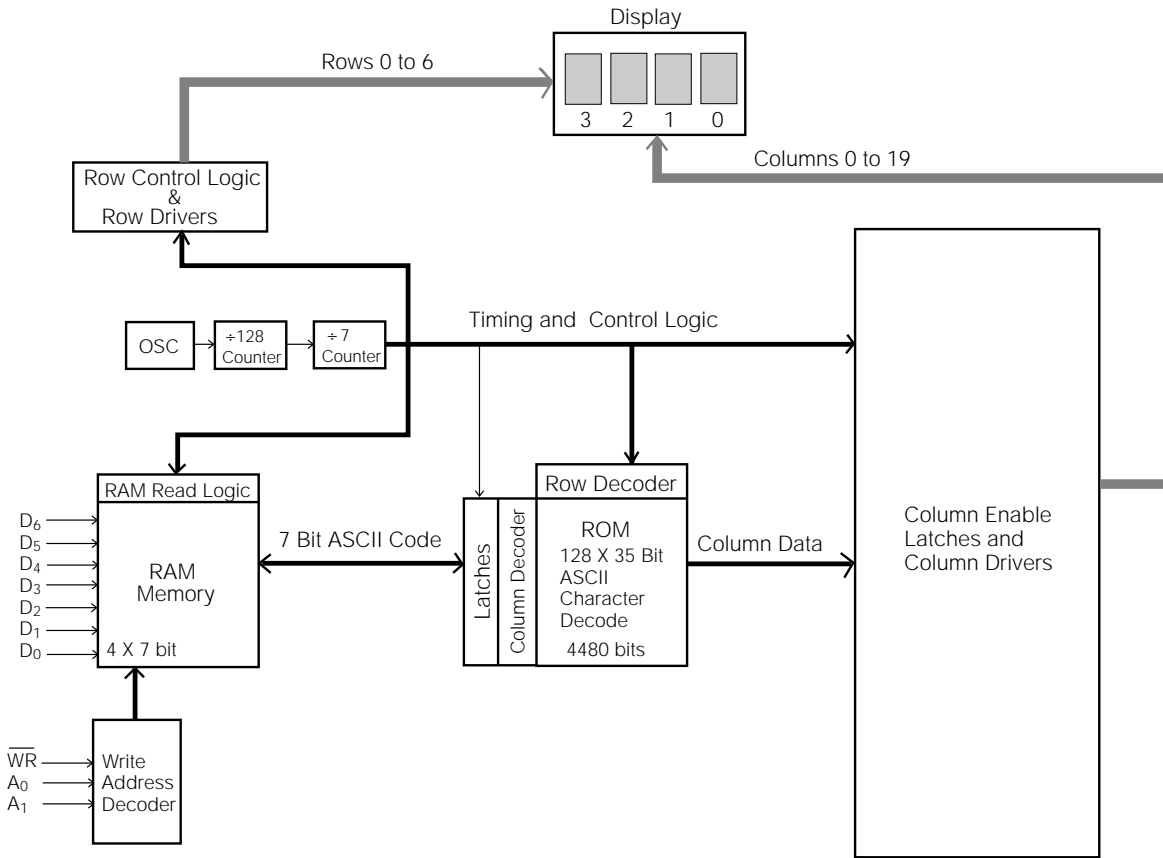 Display
Rows 0 to 6
3 2 1 0
Columns 0 to 19
Row Control Logic
&
Row Drivers
Timing and Control Logic
OSC
÷128
Counter
÷7
Counter
RAM Read Logic
D6
D5
D4
D3
D2
D1
D0
RAM
Memory
4 X 7 bit
7 Bit ASCII Code
Latches
Column Decoder
Row Decoder
ROM
128 X 35 Bit
ASCII
Character
Decode
4480 bits
Column Data
Column Enable
Latches and
Column Drivers
W̅R̅
A0
A1
Write
Address
Decoder